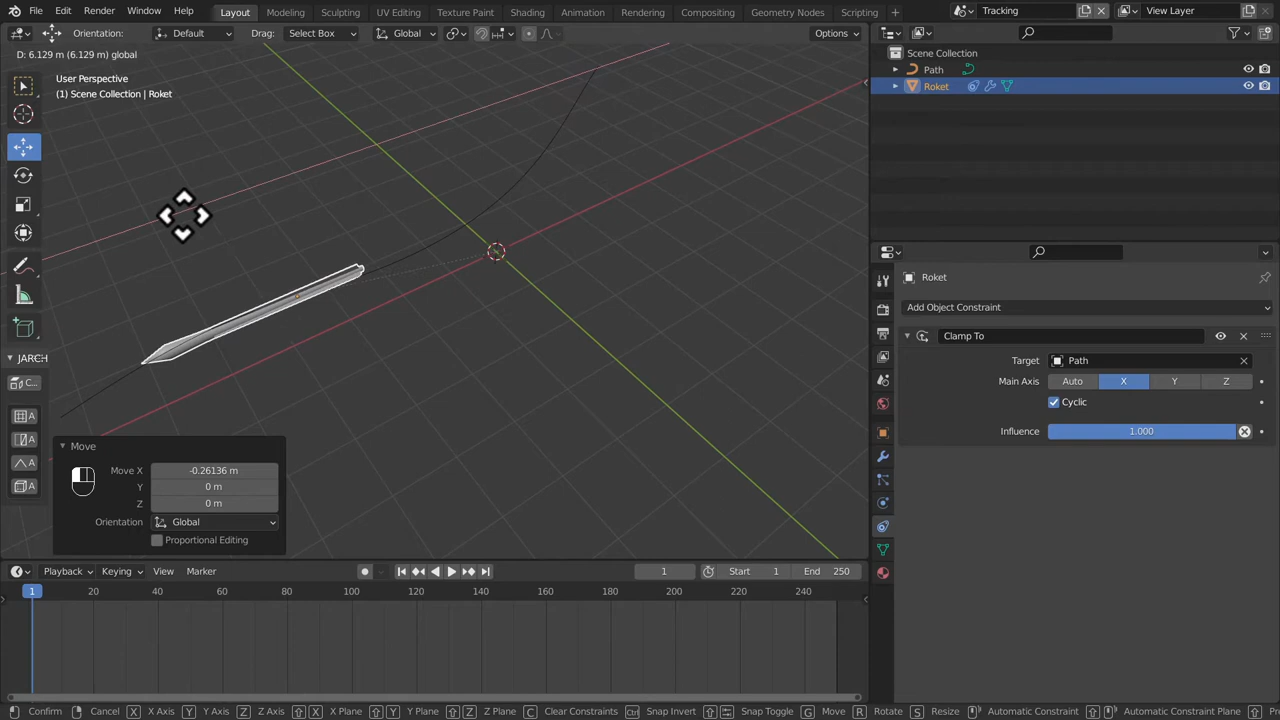 File Edit Render Window Help Layout Modeling Sculpting UV Editing Texture Paint Shading Animation Rendering Compositing Geometry Nodes Scripting + Tracking View Layer
Orientation: Default Drag: Select Box Global Options
D: 6.129 m (6.129 m) global
User Perspective
(1) Scene Collection | Roket
Scene Collection
Path
Roket
Roket
Add Object Constraint
Clamp To
Target Path
Main Axis Auto X Y Z
Cyclic
Influence 1.000
JARCH
C...
A
A
A
A
Move
Move X -0.26136 m
Y 0 m
Z 0 m
Orientation Global
Proportional Editing
Playback Keying View Marker 1 Start 1 End 250
1 20 40 60 80 100 120 140 160 180 200 220 240
Confirm Cancel X X Axis Y Y Axis Z Z Axis X X Plane Y Y Plane Z Z Plane C Clear Constraints Ctrl Snap Invert Snap Toggle G Move R Rotate S Resize Automatic Constraint Automatic Constraint Plane